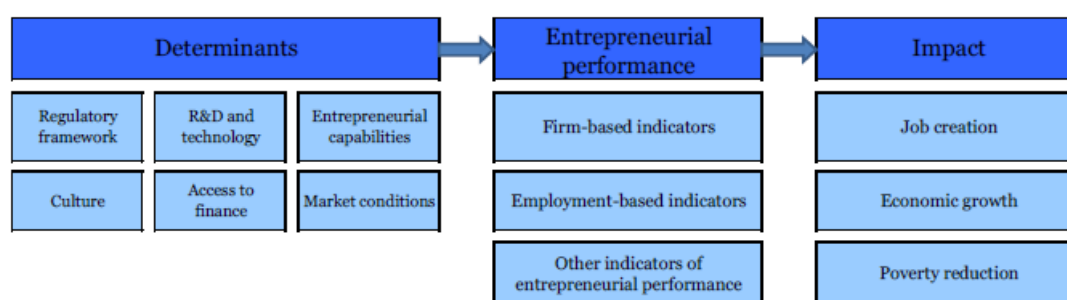 Determinants
Entrepreneurial
performance
Impact
Regulatory
framework
R&D and
technology
Entrepreneurial
capabilities
Firm-based indicators
Job creation
Culture
Access to
finance
Market conditions
Employment-based indicators
Economic growth
Other indicators of
entrepreneurial performance
Poverty reduction